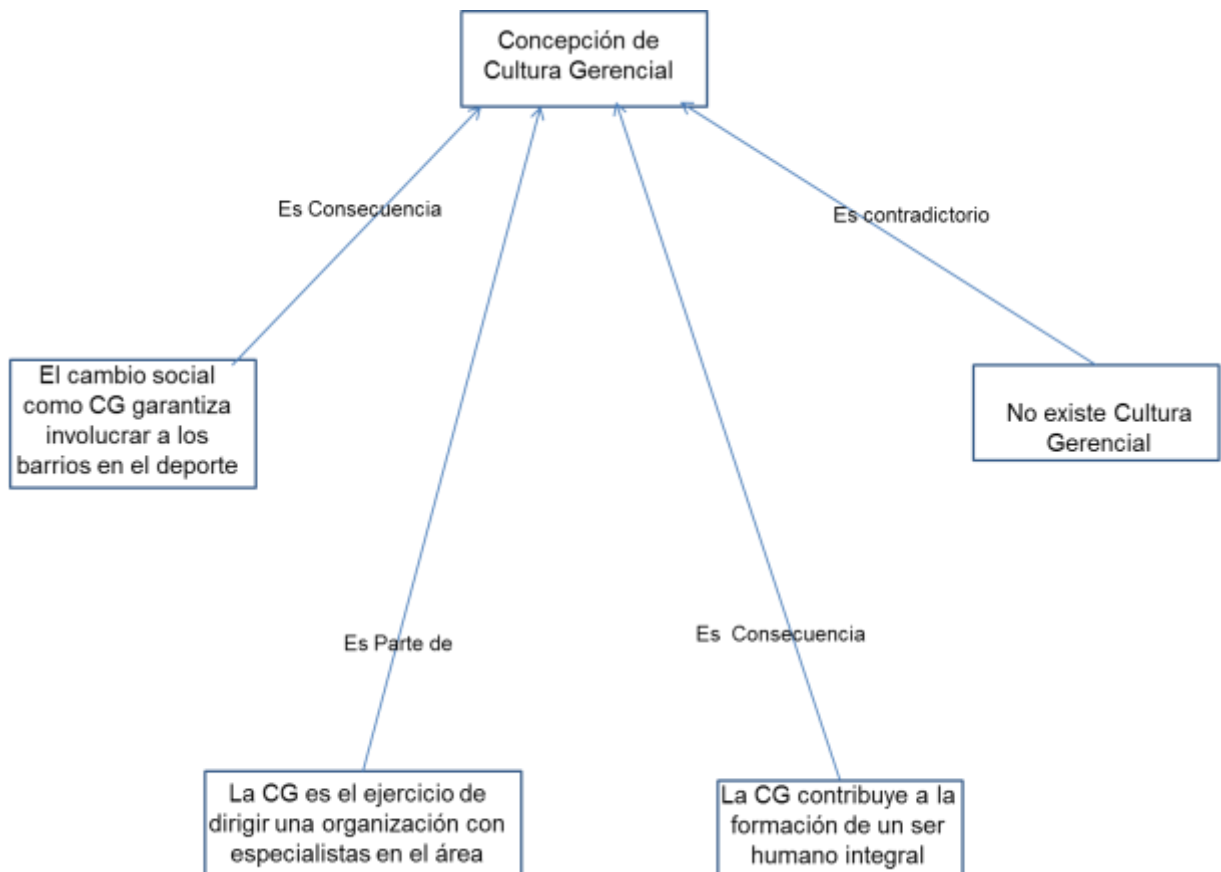 Concepción de
Cultura Gerencial
Es Consecuencia
Es contradictorio
El cambio social
como CG garantiza
involucrar a los
barrios en el deporte
No existe Cultura
Gerencial
Es Parte de
Es Consecuencia
La CG es el ejercicio de
dirigir una organización con
especialistas en el área
La CG contribuye a la
formación de un ser
humano integral